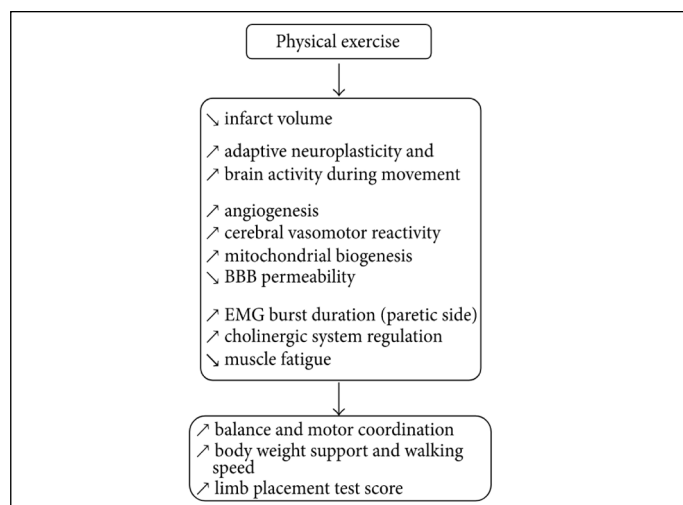 Physical exercise
↘ infarct volume
↗ adaptive neuroplasticity and
↗ brain activity during movement
↗ angiogenesis
↗ cerebral vasomotor reactivity
↗ mitochondrial biogenesis
↘ BBB permeability
↗ EMG burst duration (paretic side)
↗ cholinergic system regulation
↘ muscle fatigue
↗ balance and motor coordination
↗ body weight support and walking
speed
↗ limb placement test score